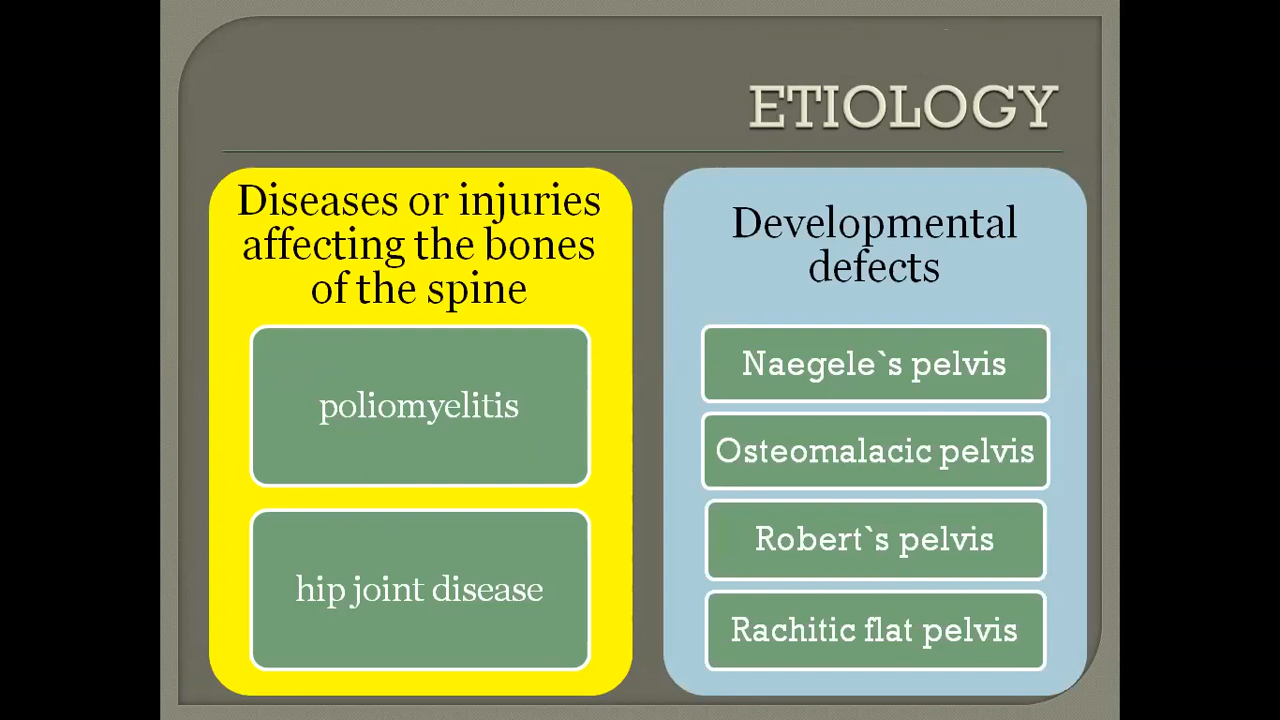 ETIOLOGY
Diseases or injuries
affecting the bones
of the spine
poliomyelitis
hip joint disease
Developmental
defects
Naegele`s pelvis
Osteomalacic pelvis
Robert`s pelvis
Rachitic flat pelvis